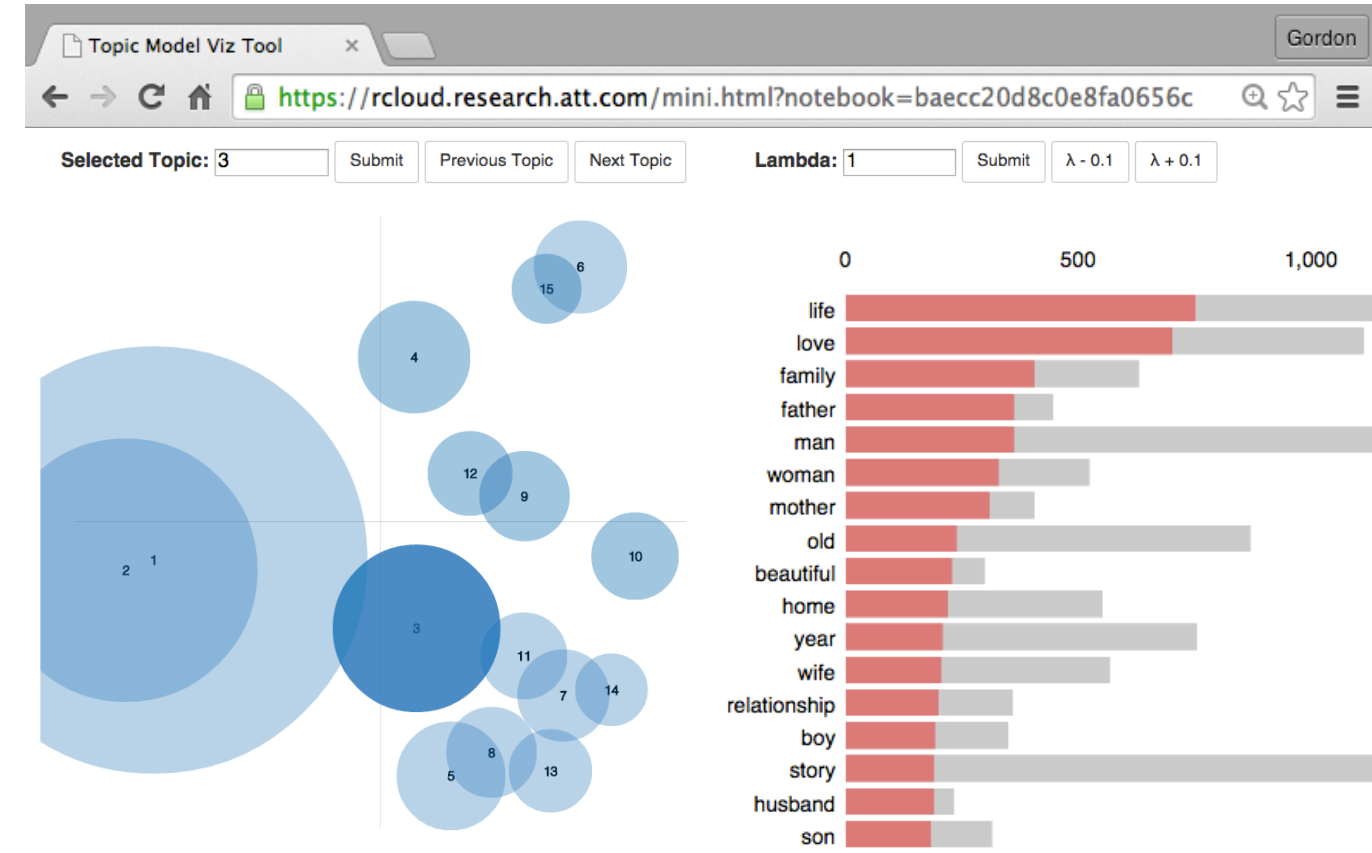 Topic Model Viz Tool
Gordon
https://rcloud.research.att.com/mini.html?notebook=baecc20d8c0e8fa0656c
Selected Topic: 3 Submit Previous Topic Next Topic
Lambda: 1 Submit λ - 0.1 λ + 0.1
6
15
4
12
9
10
1
2
3
11
7
14
8
5
13
0 500 1,000
life
love
family
father
man
woman
mother
old
beautiful
home
year
wife
relationship
boy
story
husband
son